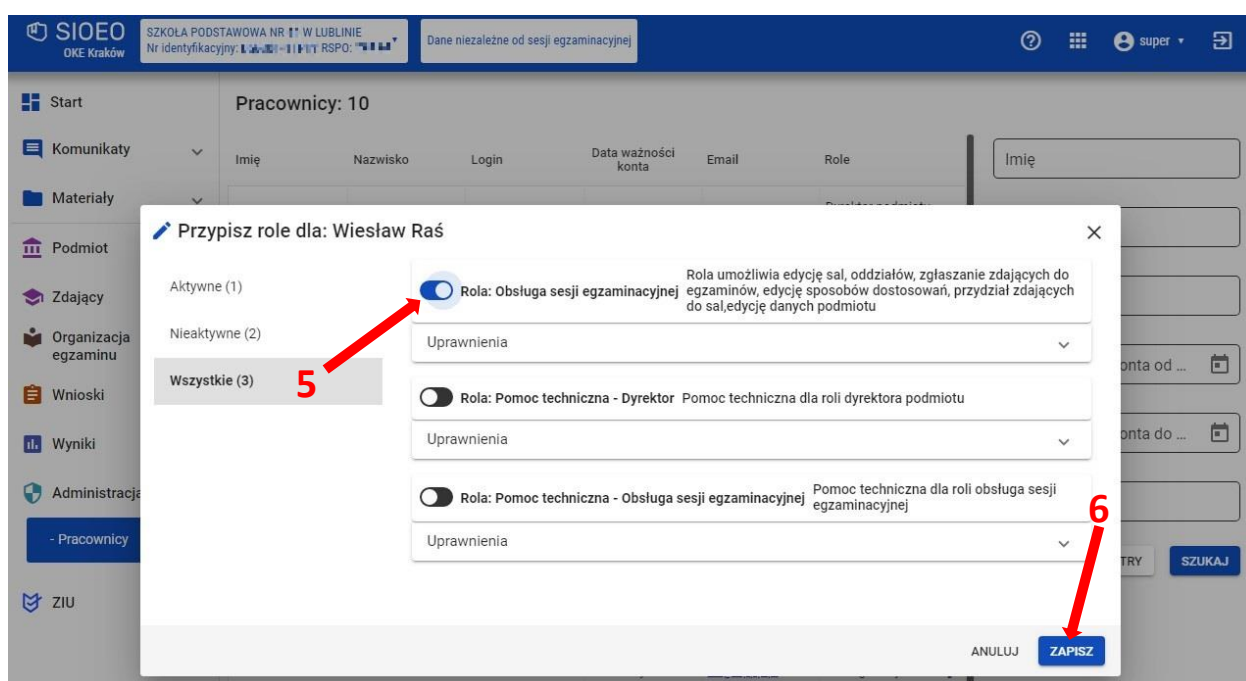 SIOEO
OKE Kraków
SZKOŁA PODSTAWOWA NR W LUBLINIE
Nr identyfikacyjny: RSPO:
Dane niezależne od sesji egzaminacyjnej
super
Start
Komunikaty
Materiały
Podmiot
Zdający
Organizacja
egzaminu
Wnioski
Wyniki
Administracja
- Pracownicy
ZIU
Pracownicy: 10
Imię Nazwisko Login Data ważności konta Email Role
Imię
onta od ...
onta do ...
TRY
SZUKAJ
Przypisz role dla: Wiesław Raś
Aktywne (1)
Nieaktywne (2)
Wszystkie (3)
5
Rola: Obsługa sesji egzaminacyjnej
Rola umożliwia edycję sal, oddziałów, zgłaszanie zdających do
egzaminów, edycję sposobów dostosowań, przydział zdających
do sal,edycję danych podmiotu
Uprawnienia
Rola: Pomoc techniczna - Dyrektor Pomoc techniczna dla roli dyrektora podmiotu
Uprawnienia
Rola: Pomoc techniczna - Obsługa sesji egzaminacyjnej
Pomoc techniczna dla roli obsługa sesji
egzaminacyjnej
Uprawnienia
6
ANULUJ
ZAPISZ